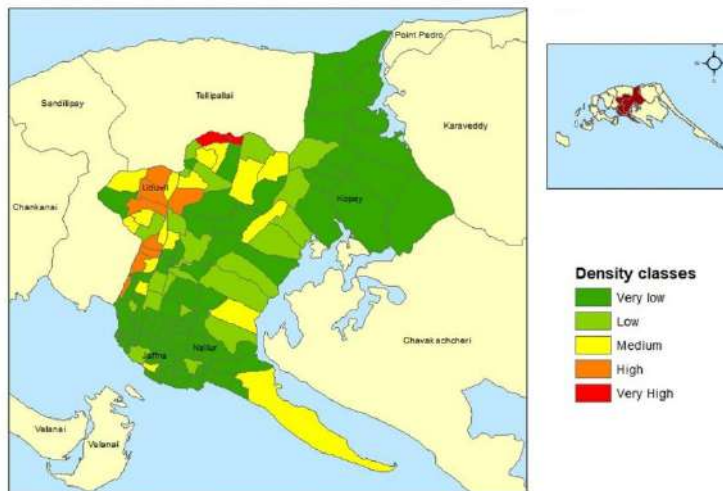 Point Pedro
Sandilipay
Tellipallai
Karaveddy
Uduvil
Chankanai
Kopay
Density classes
Very low
Low
Medium
High
Very High
Chavakachcheri
Nallur
Jaffna
Velanai
Velanai